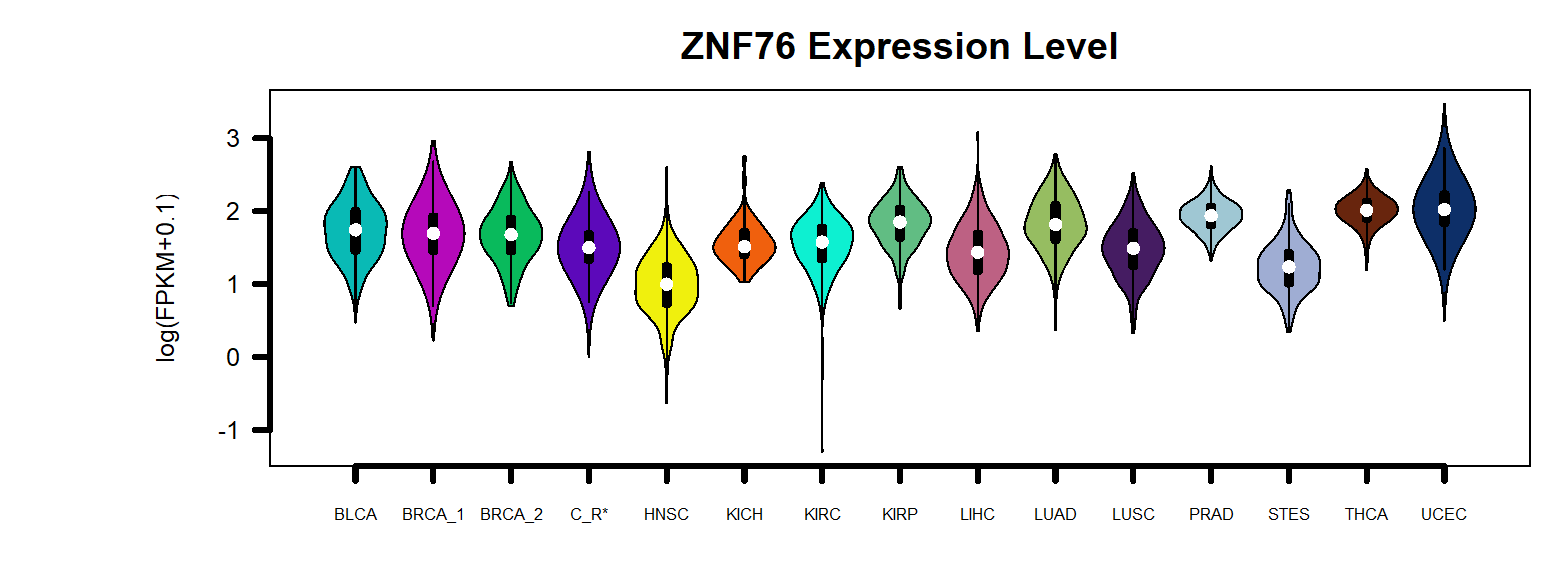 ZNF76 Expression Level
log(FPKM+0.1)
3
2
1
0
-1
BLCA BRCA_1 BRCA_2 C_R* HNSC KICH KIRC KIRP LIHC LUAD LUSC PRAD STES THCA UCEC